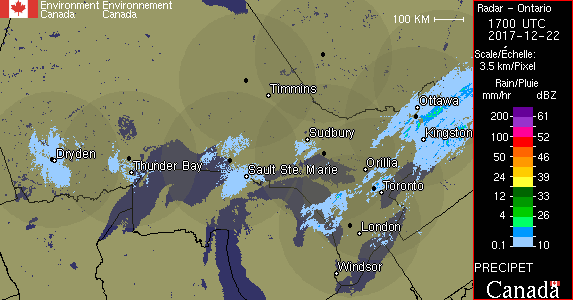 Environment Environnement
Canada Canada
100 KM
Timmins
Ottawa
Kingston
Sudbury
Dryden
Thunder Bay
Sault Ste. Marie
Orillia
Toronto
London
Windsor
Radar - Ontario
1700 UTC
2017-12-22
Scale/Échelle:
3.5 km/Pixel
Rain/Pluie
mm/hr dBZ
200 61
100 52
50 46
24 39
12 33
4 26
0.1 10
PRECIPET
Canada